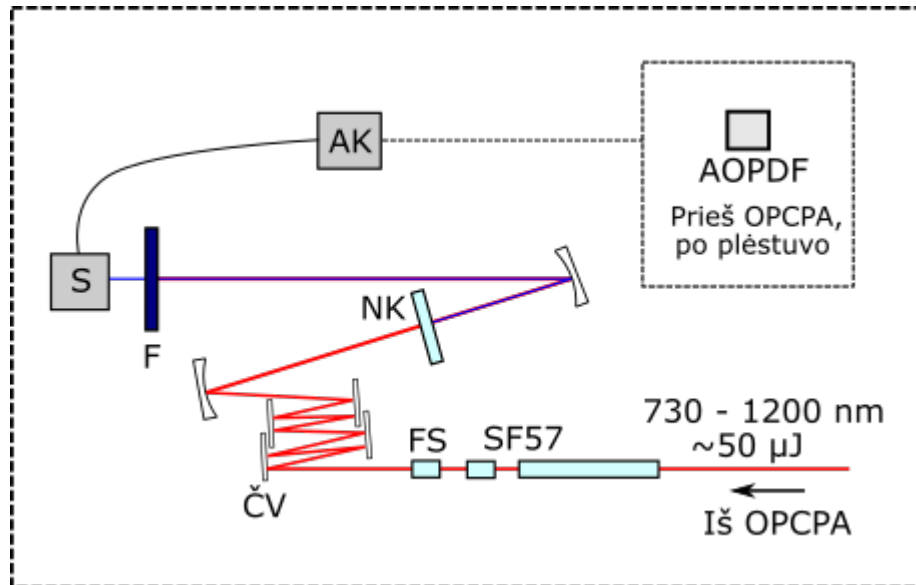 AK
AOPDF
Prieš OPCPA,
po plėstuvo
S
NK
F
730 - 1200 nm
~50 μJ
FS
SF57
ČV
Iš OPCPA